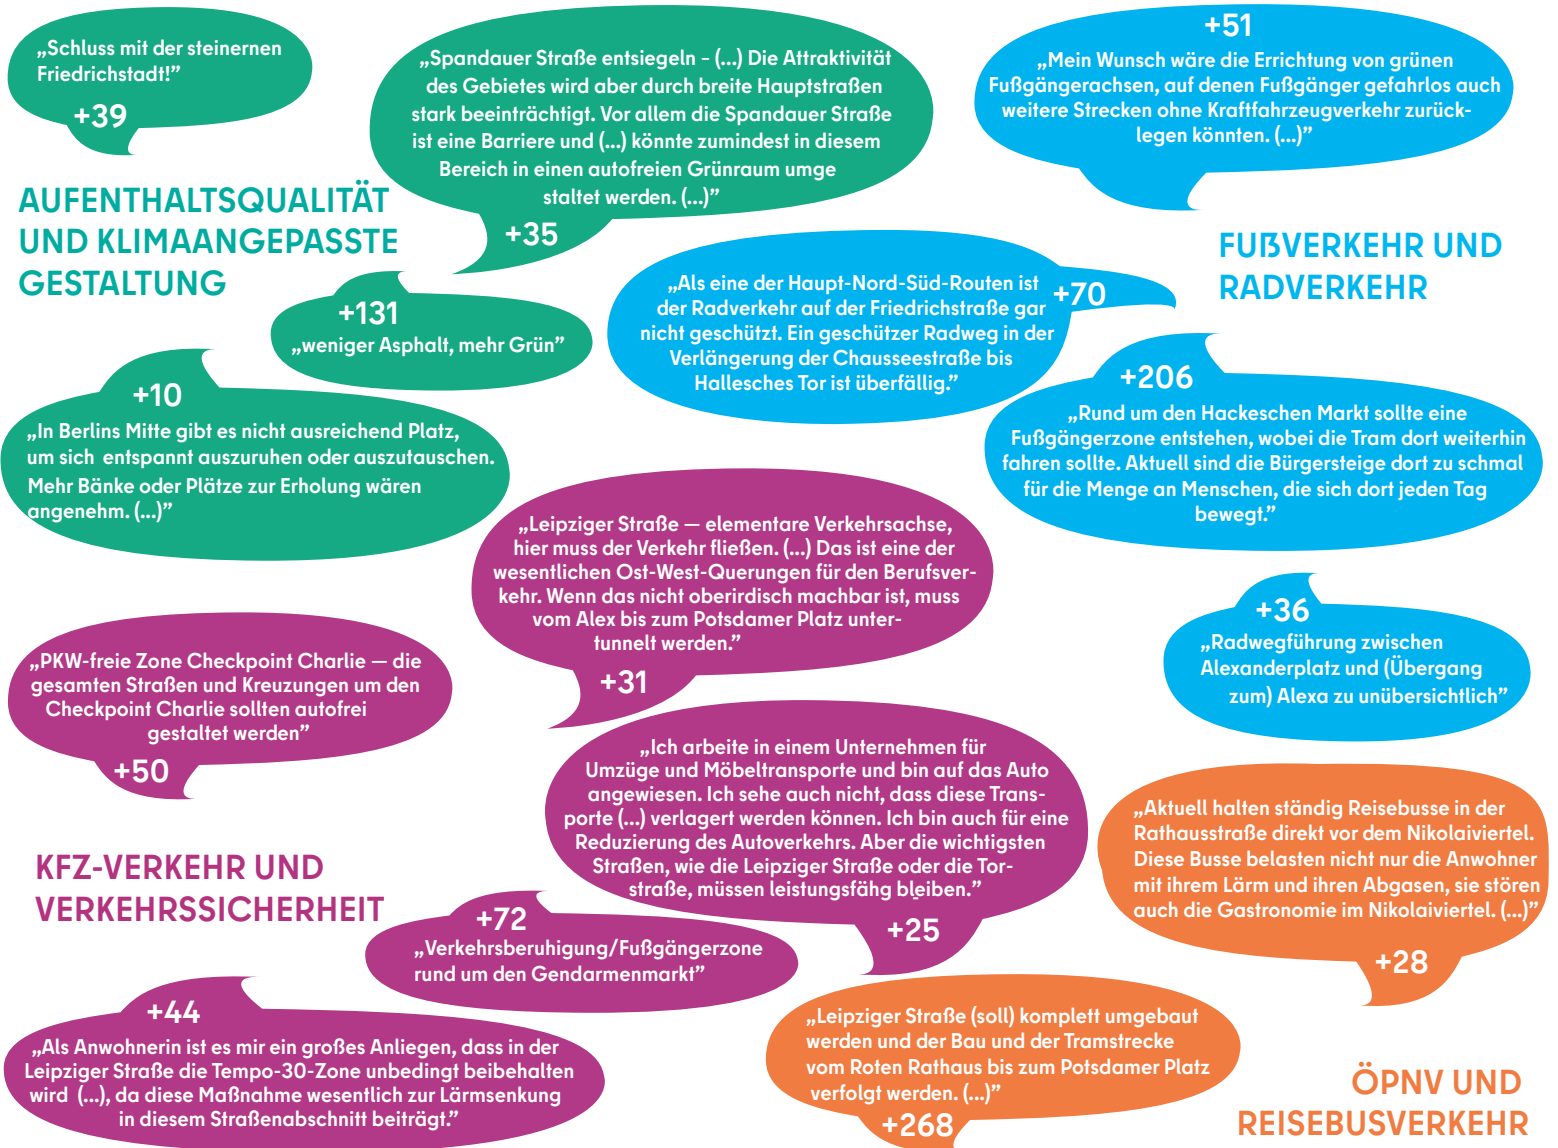 „Schluss mit der steinernen
Friedrichstadt!”
+39
„Spandauer Straße entsiegeln - (...) Die Attraktivität
des Gebietes wird aber durch breite Hauptstraßen
stark beeinträchtigt. Vor allem die Spandauer Straße
ist eine Barriere und (...) könnte zumindest in diesem
Bereich in einen autofreien Grünraum umge
staltet werden. (...)”
+35
+51
„Mein Wunsch wäre die Errichtung von grünen
Fußgängerachsen, auf denen Fußgänger gefahrlos auch
weitere Strecken ohne Kraftfahrzeugverkehr zurück-
legen könnten. (...)”
AUFENTHALTSQUALITÄT
UND KLIMAANGEPASSTE
GESTALTUNG
FUẞVERKEHR UND
RADVERKEHR
+131
„weniger Asphalt, mehr Grün”
„Als eine der Haupt-Nord-Süd-Routen ist
der Radverkehr auf der Friedrichstraße gar
nicht geschützt. Ein geschützer Radweg in der
Verlängerung der Chausseestraße bis
Hallesches Tor ist überfällig.”
+70
+10
„In Berlins Mitte gibt es nicht ausreichend Platz,
um sich entspannt auszuruhen oder auszutauschen.
Mehr Bänke oder Plätze zur Erholung wären
angenehm. (...)”
+206
„Rund um den Hackeschen Markt sollte eine
Fußgängerzone entstehen, wobei die Tram dort weiterhin
fahren sollte. Aktuell sind die Bürgersteige dort zu schmal
für die Menge an Menschen, die sich dort jeden Tag
bewegt.”
„Leipziger Straße — elementare Verkehrsachse,
hier muss der Verkehr fließen. (...) Das ist eine der
wesentlichen Ost-West-Querungen für den Berufsver-
kehr. Wenn das nicht oberirdisch machbar ist, muss
vom Alex bis zum Potsdamer Platz unter-
tunnelt werden.”
+31
+36
„Radwegführung zwischen
Alexanderplatz und (Übergang
zum) Alexa zu unübersichtlich”
„PKW-freie Zone Checkpoint Charlie — die
gesamten Straßen und Kreuzungen um den
Checkpoint Charlie sollten autofrei
gestaltet werden”
+50
„Ich arbeite in einem Unternehmen für
Umzüge und Möbeltransporte und bin auf das Auto
angewiesen. Ich sehe auch nicht, dass diese Trans-
porte (...) verlagert werden können. Ich bin auch für eine
Reduzierung des Autoverkehrs. Aber die wichtigsten
Straßen, wie die Leipziger Straße oder die Tor-
straße, müssen leistungsfähg bleiben.”
+25
„Aktuell halten ständig Reisebusse in der
Rathausstraße direkt vor dem Nikolaiviertel.
Diese Busse belasten nicht nur die Anwohner
mit ihrem Lärm und ihren Abgasen, sie stören
auch die Gastronomie im Nikolaiviertel. (...)”
+28
KFZ-VERKEHR UND
VERKEHRSSICHERHEIT
+72
„Verkehrsberuhigung/Fußgängerzone
rund um den Gendarmenmarkt”
+44
„Als Anwohnerin ist es mir ein großes Anliegen, dass in der
Leipziger Straße die Tempo-30-Zone unbedingt beibehalten
wird (...), da diese Maßnahme wesentlich zur Lärmsenkung
in diesem Straßenabschnitt beiträgt.”
„Leipziger Straße (soll) komplett umgebaut
werden und der Bau und der Tramstrecke
vom Roten Rathaus bis zum Potsdamer Platz
verfolgt werden. (...)”
+268
ÖPNV UND
REISEBUSVERKEHR